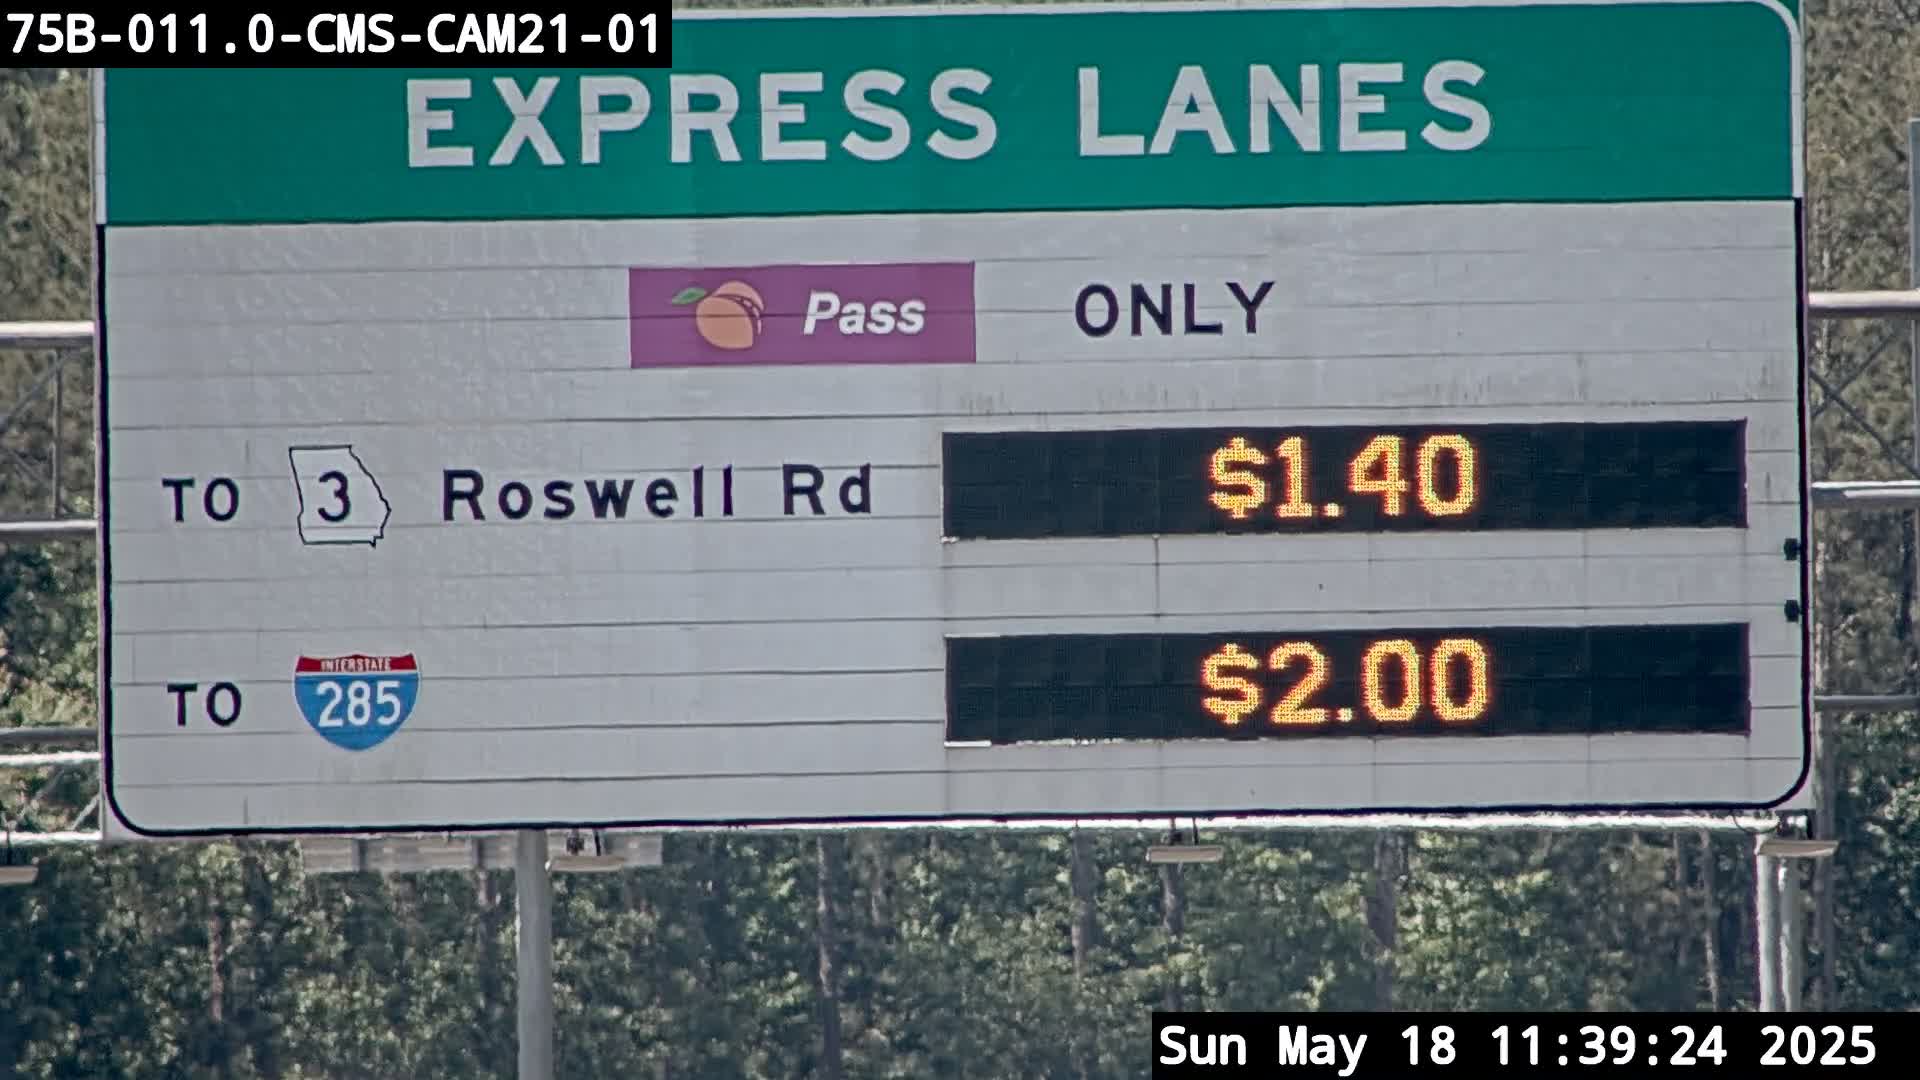 75B-011.0-CMS-CAM21-01
EXPRESS LANES
Pass ONLY
TO 3 Roswell Rd $1.40
INTERSTATE
TO 285 $2.00
Sun May 18 11:39:24 2025